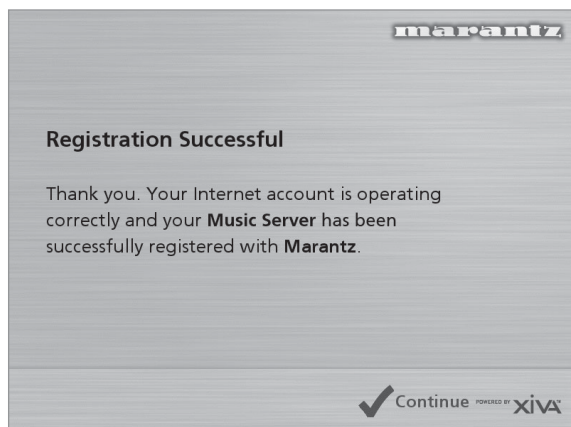 marantz
Registration Successful
Thank you. Your Internet account is operating
correctly and your Music Server has been
successfully registered with Marantz.
Continue POWERED BY XiVA™